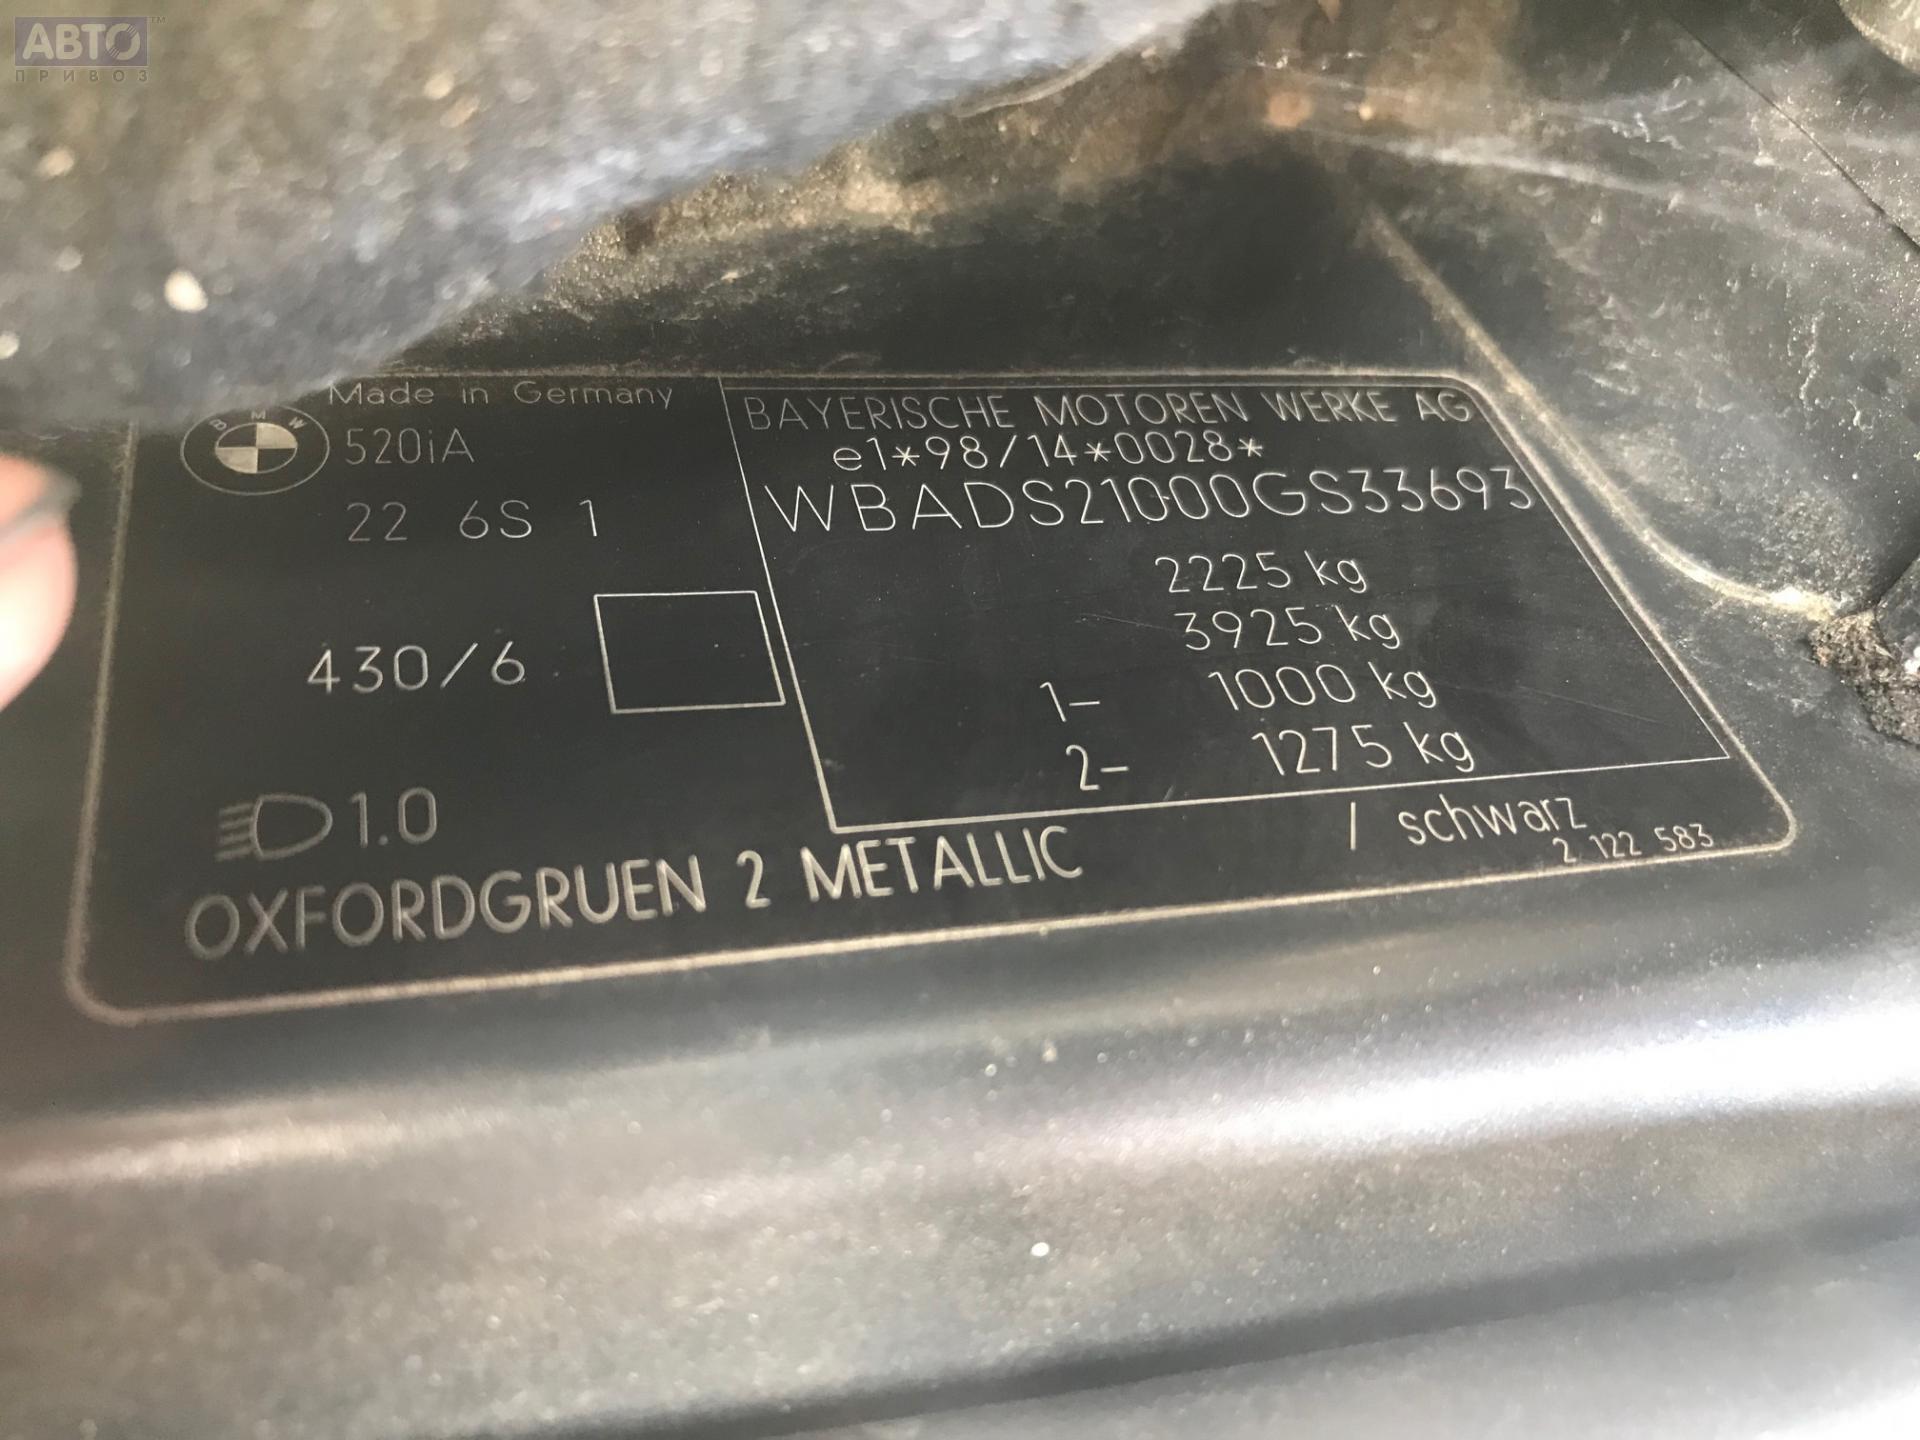 АВТО™
ПРИВОЗ
Made in Germany
BMW
520iA
22 6S 1
430/6
1.0
BAYERISCHE MOTOREN WERKE AG
e1*98/14*0028*
WBADS21000GS33693
2225 kg
3925 kg
1- 1000 kg
2- 1275 kg
OXFORDGRUEN 2 METALLIC / schwarz
2 122 583